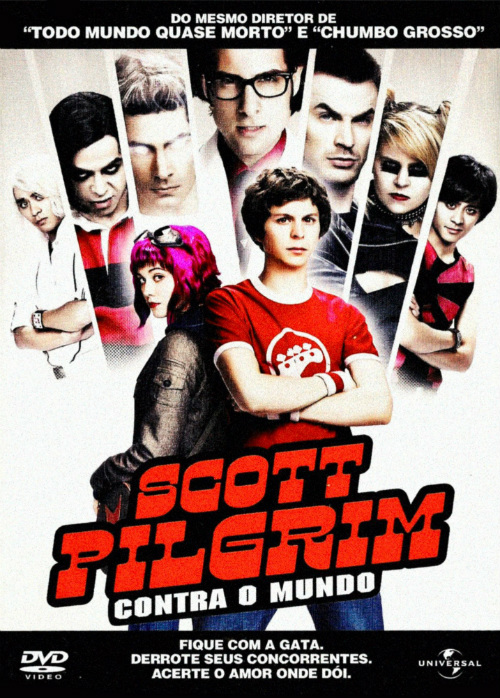 DO MESMO DIRETOR DE
“TODO MUNDO QUASE MORTO” E “CHUMBO GROSSO”
SCOTT
PILGRIM
CONTRA O MUNDO
DVD
VIDEO
FIQUE COM A GATA.
DERROTE SEUS CONCORRENTES.
ACERTE O AMOR ONDE DÓI.
UNIVERSAL